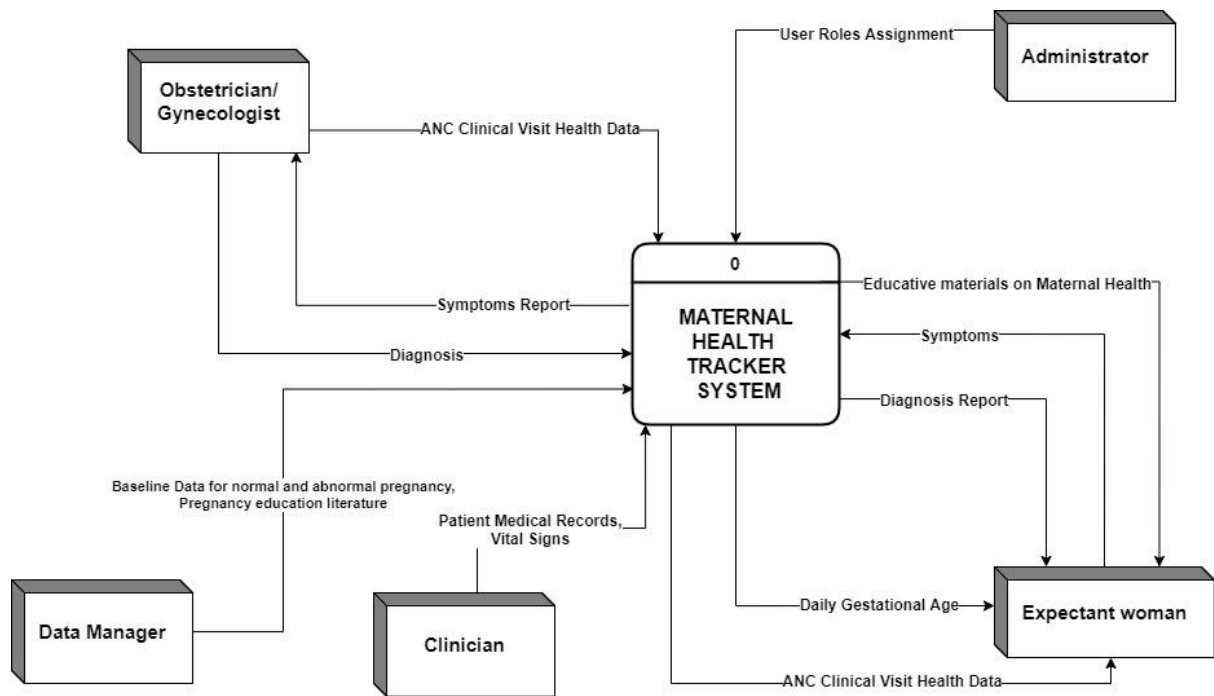 User Roles Assignment
Administrator
Obstetrician/
Gynecologist
ANC Clinical Visit Health Data
0
Educative materials on Maternal Health
Symptoms Report
MATERNAL
HEALTH
TRACKER
SYSTEM
Symptoms
Diagnosis
Diagnosis Report
Baseline Data for normal and abnormal pregnancy,
Pregnancy education literature
Patient Medical Records,
Vital Signs
Daily Gestational Age
Expectant woman
Data Manager
Clinician
ANC Clinical Visit Health Data